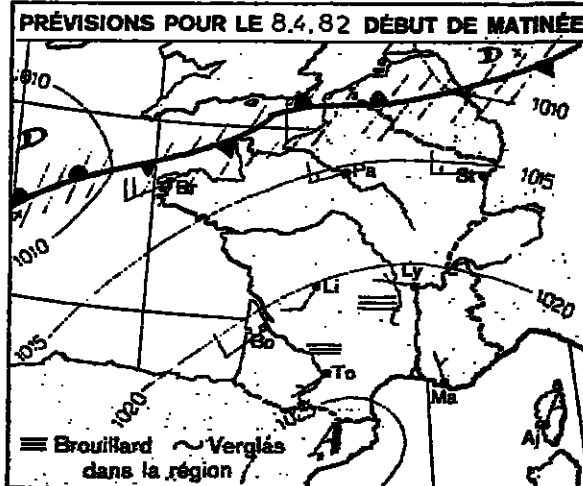 PRÉVISIONS POUR LE 8.4.82 DÉBUT DE MATINÉE
1010
D
1010
D
1015
Br
Pa
St
1010
1020
Li
Ly
1015
Bo
To
Ma
1020
1025
A
Aj
Brouillard Verglas
dans la région